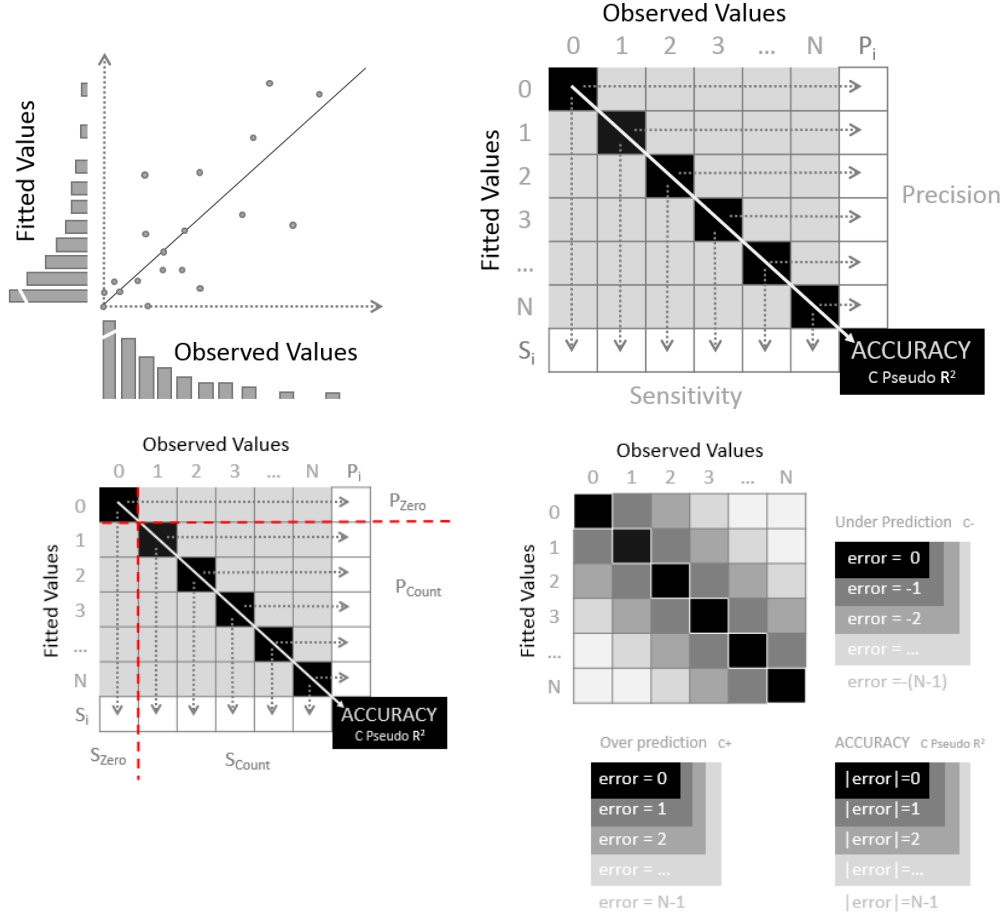 Fitted Values
Observed Values
Observed Values
0 1 2 3 ... N Pi
Fitted Values
0
1
2
3
...
N
Si
Precision
ACCURACY
C Pseudo R²
Sensitivity
Observed Values
0 1 2 3 ... N Pi
Fitted Values
0
1
2
3
...
N
Si
PZero
PCount
ACCURACY
C Pseudo R²
SZero
SCount
Observed Values
0 1 2 3 ... N
Fitted Values
0
1
2
3
...
N
Under Prediction C-
error = 0
error = -1
error = -2
error = ...
error =-(N-1)
Over prediction C+
error = 0
error = 1
error = 2
error = ...
error = N-1
ACCURACY C Pseudo R²
|error|=0
|error|=1
|error|=2
|error|=...
|error|=N-1